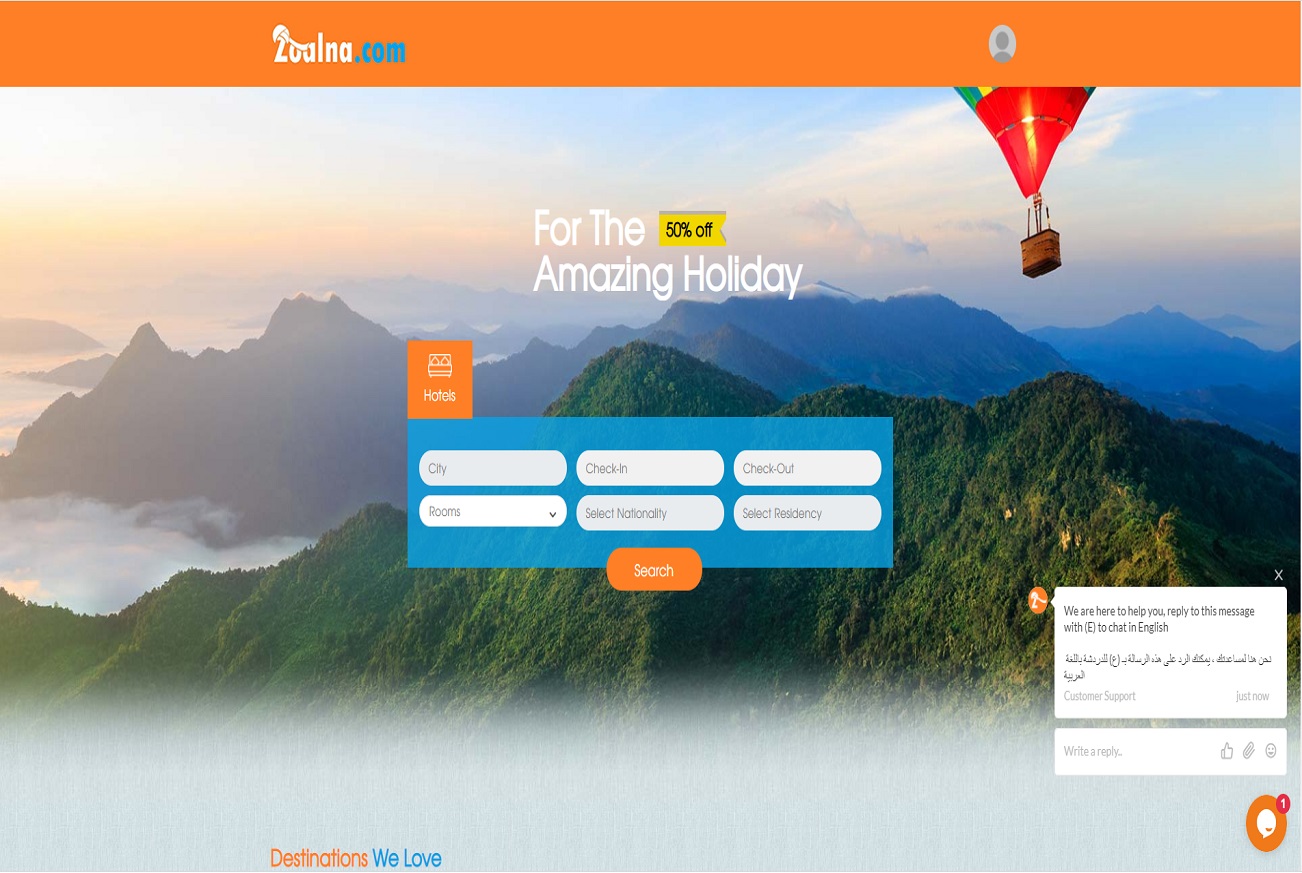 2oalna.com
For The 50% off
Amazing Holiday
Hotels
City
Check-In
Check-Out
Rooms
Select Nationality
Select Residency
Search
X
We are here to help you, reply to this message
with (E) to chat in English
نحن هنا لمساعدتك ، يمكنك الرد على هذه الرسالة بـ (ع) للدردشة باللغة
العربية
Customer Support
just now
Write a reply..
1
Destinations We Love